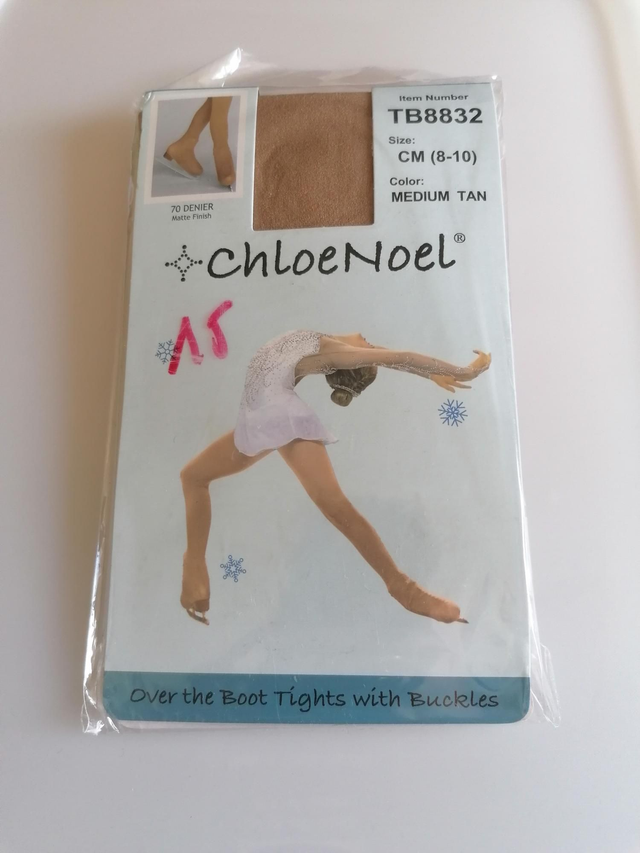 Item Number
TB8832
Size:
CM (8-10)
Color:
MEDIUM TAN
70 DENIER
Matte Finish
ChloeNoel®
15
Over the Boot Tights with Buckles